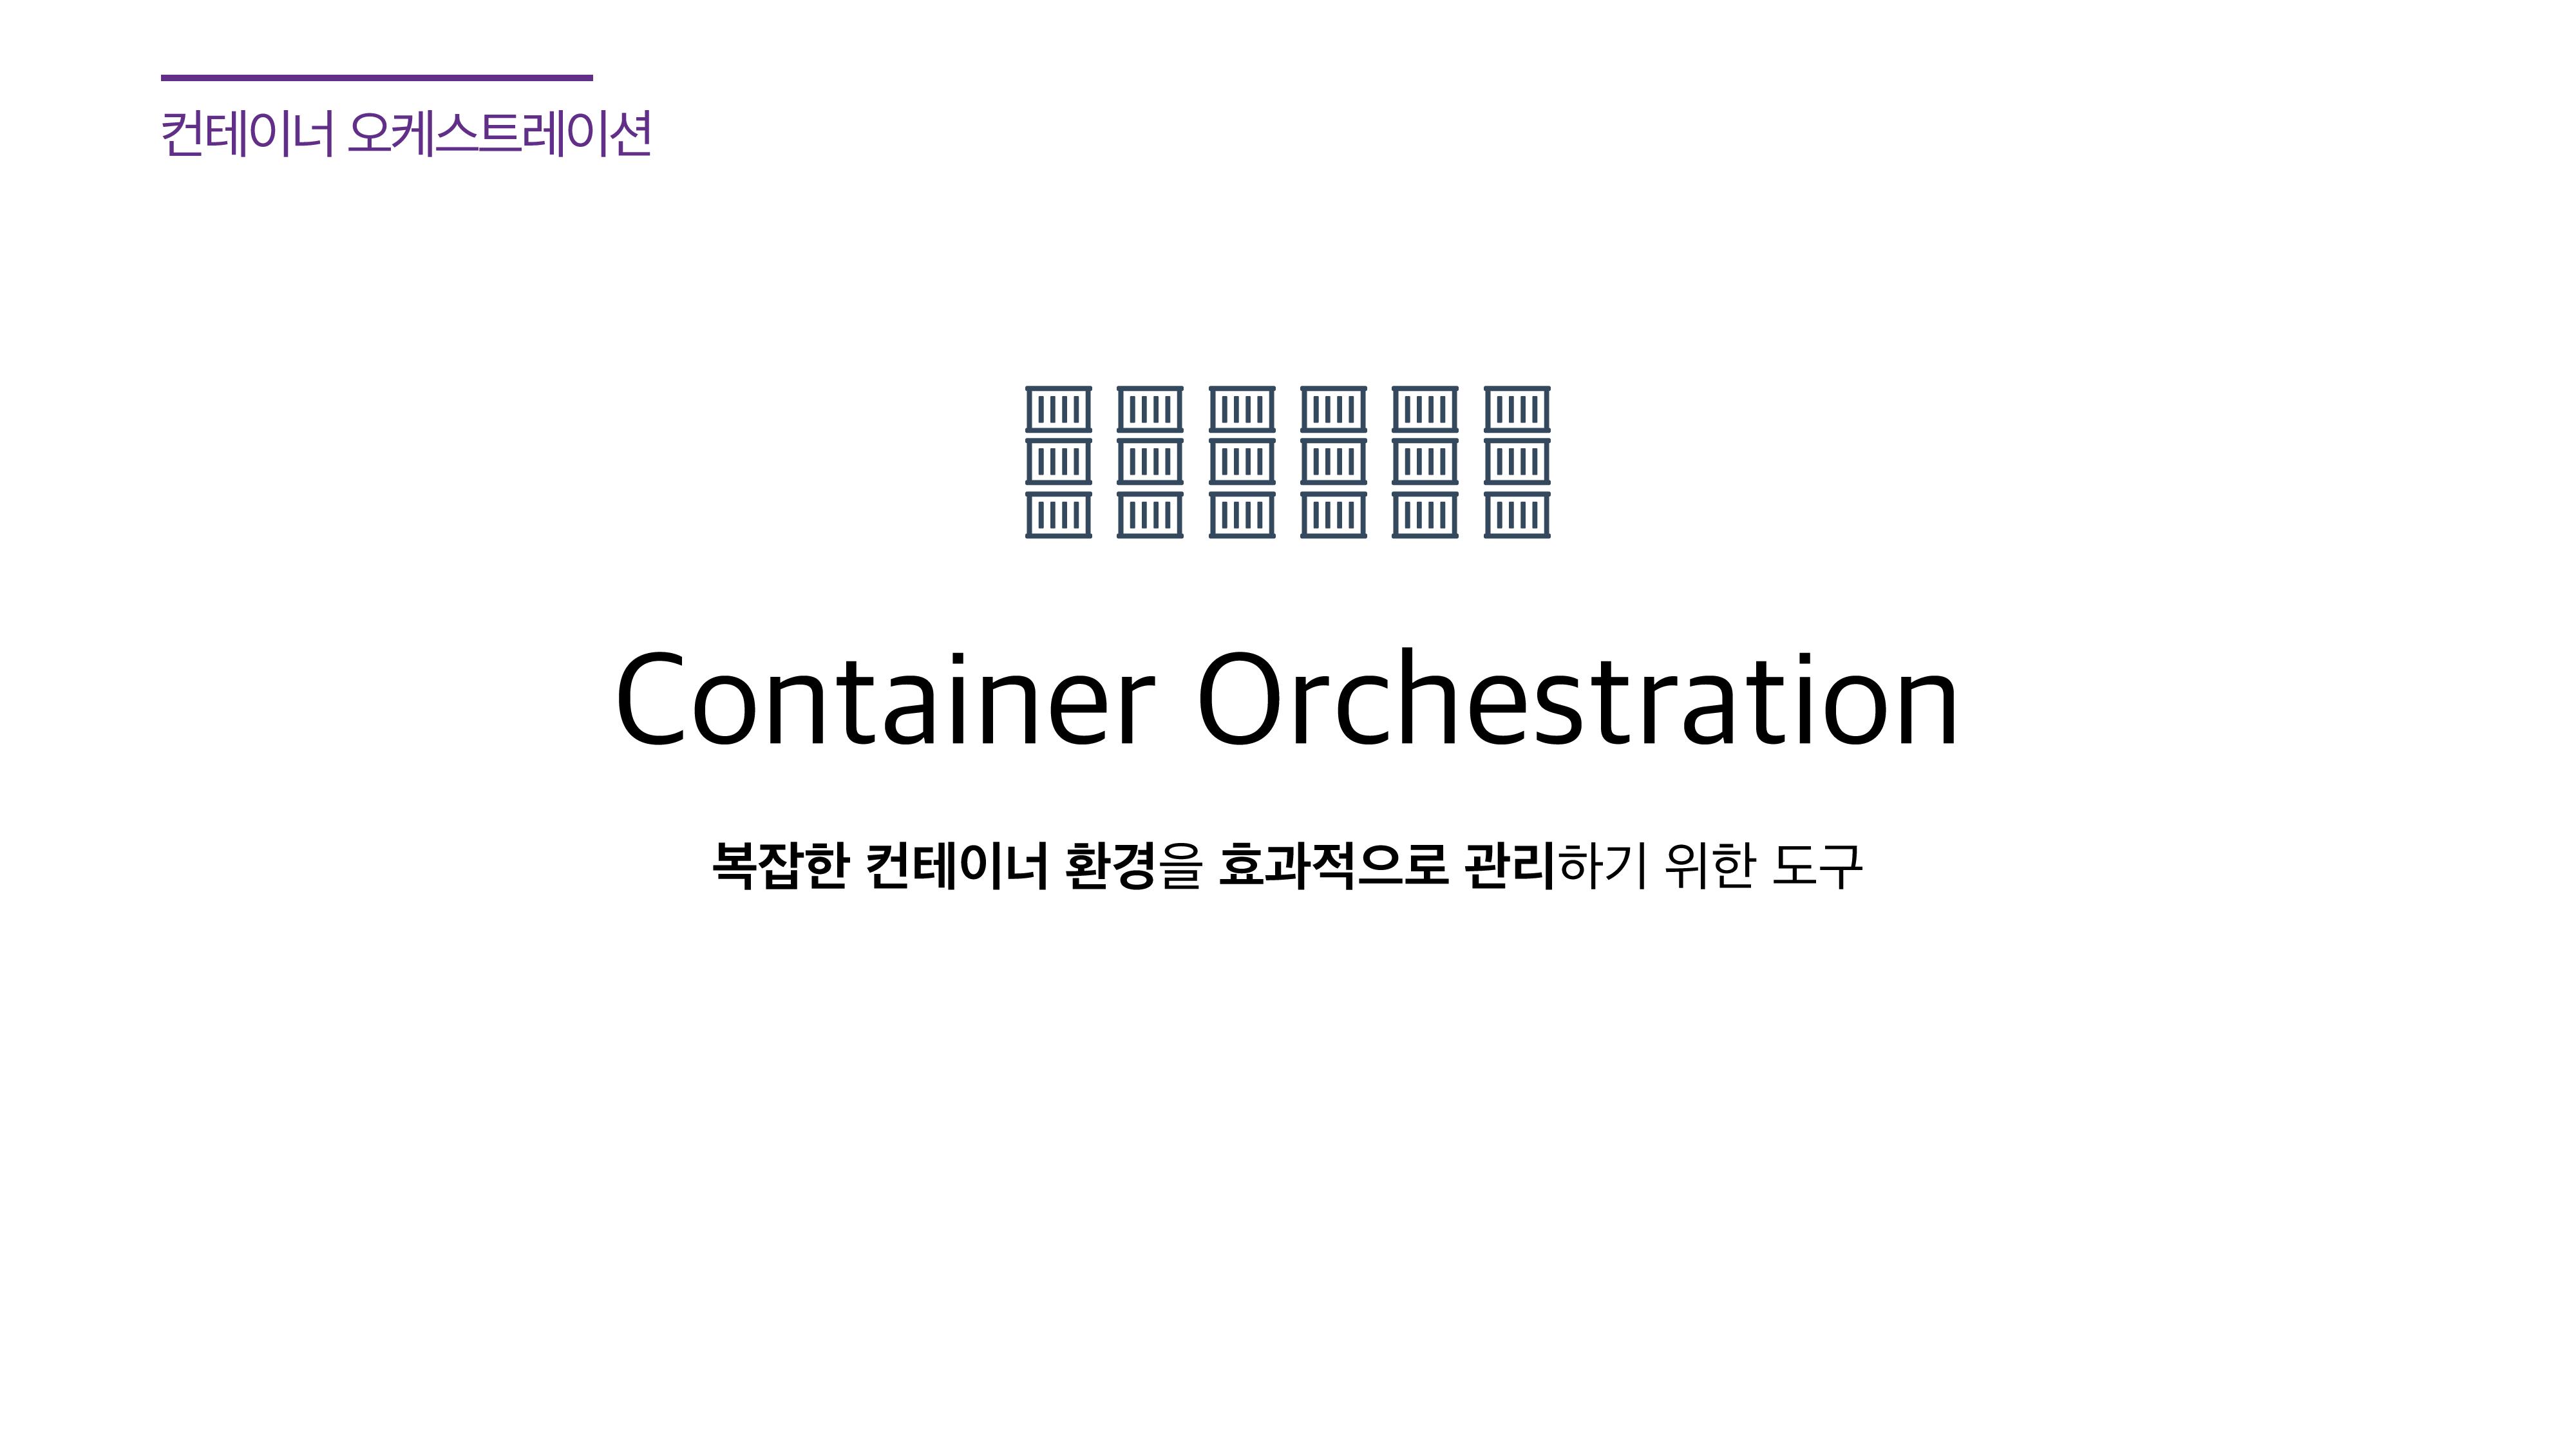 컨테이너 오케스트레이션
Container Orchestration
복잡한 컨테이너 환경을 효과적으로 관리하기 위한 도구